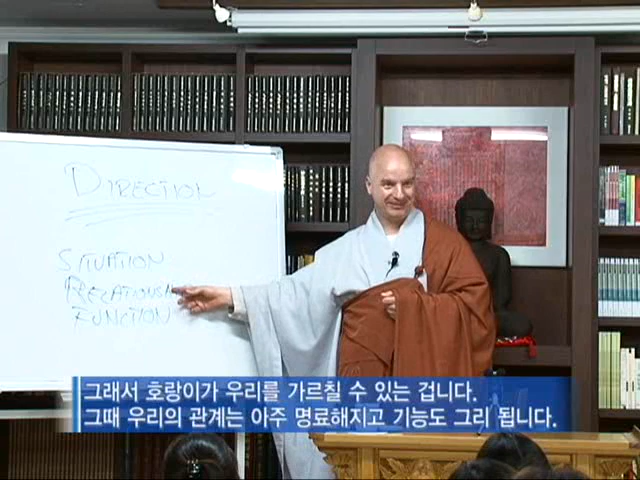 DIRECTION
SITUATION
RELATIONSH
FUNCTION
그래서 호랑이가 우리를 가르칠 수 있는 겁니다.
그때 우리의 관계는 아주 명료해지고 기능도 그리 됩니다.